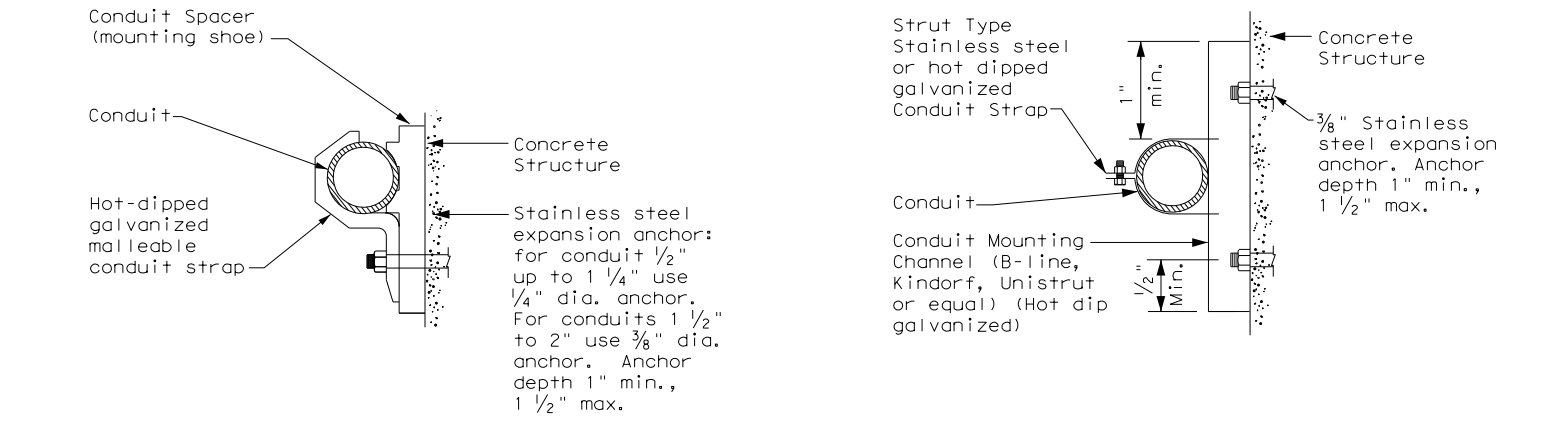 Conduit Spacer
(mounting shoe)
Conduit
Hot-dipped
galvanized
malleable
conduit strap
Concrete
Structure
Stainless steel
expansion anchor:
for conduit 1/2"
up to 1 1/4" use
1/4" dia. anchor.
For conduits 1 1/2"
to 2" use 3/8" dia.
anchor. Anchor
depth 1" min.,
1 1/2" max.
Strut Type
Stainless steel
or hot dipped
galvanized
Conduit Strap
Conduit
Conduit Mounting
Channel (B-line,
Kindorf, Unistrut
or equal) (Hot dip
galvanized)
1"
min.
1/2"
Min.
Concrete
Structure
3/8" Stainless
steel expansion
anchor. Anchor
depth 1" min.,
1 1/2" max.